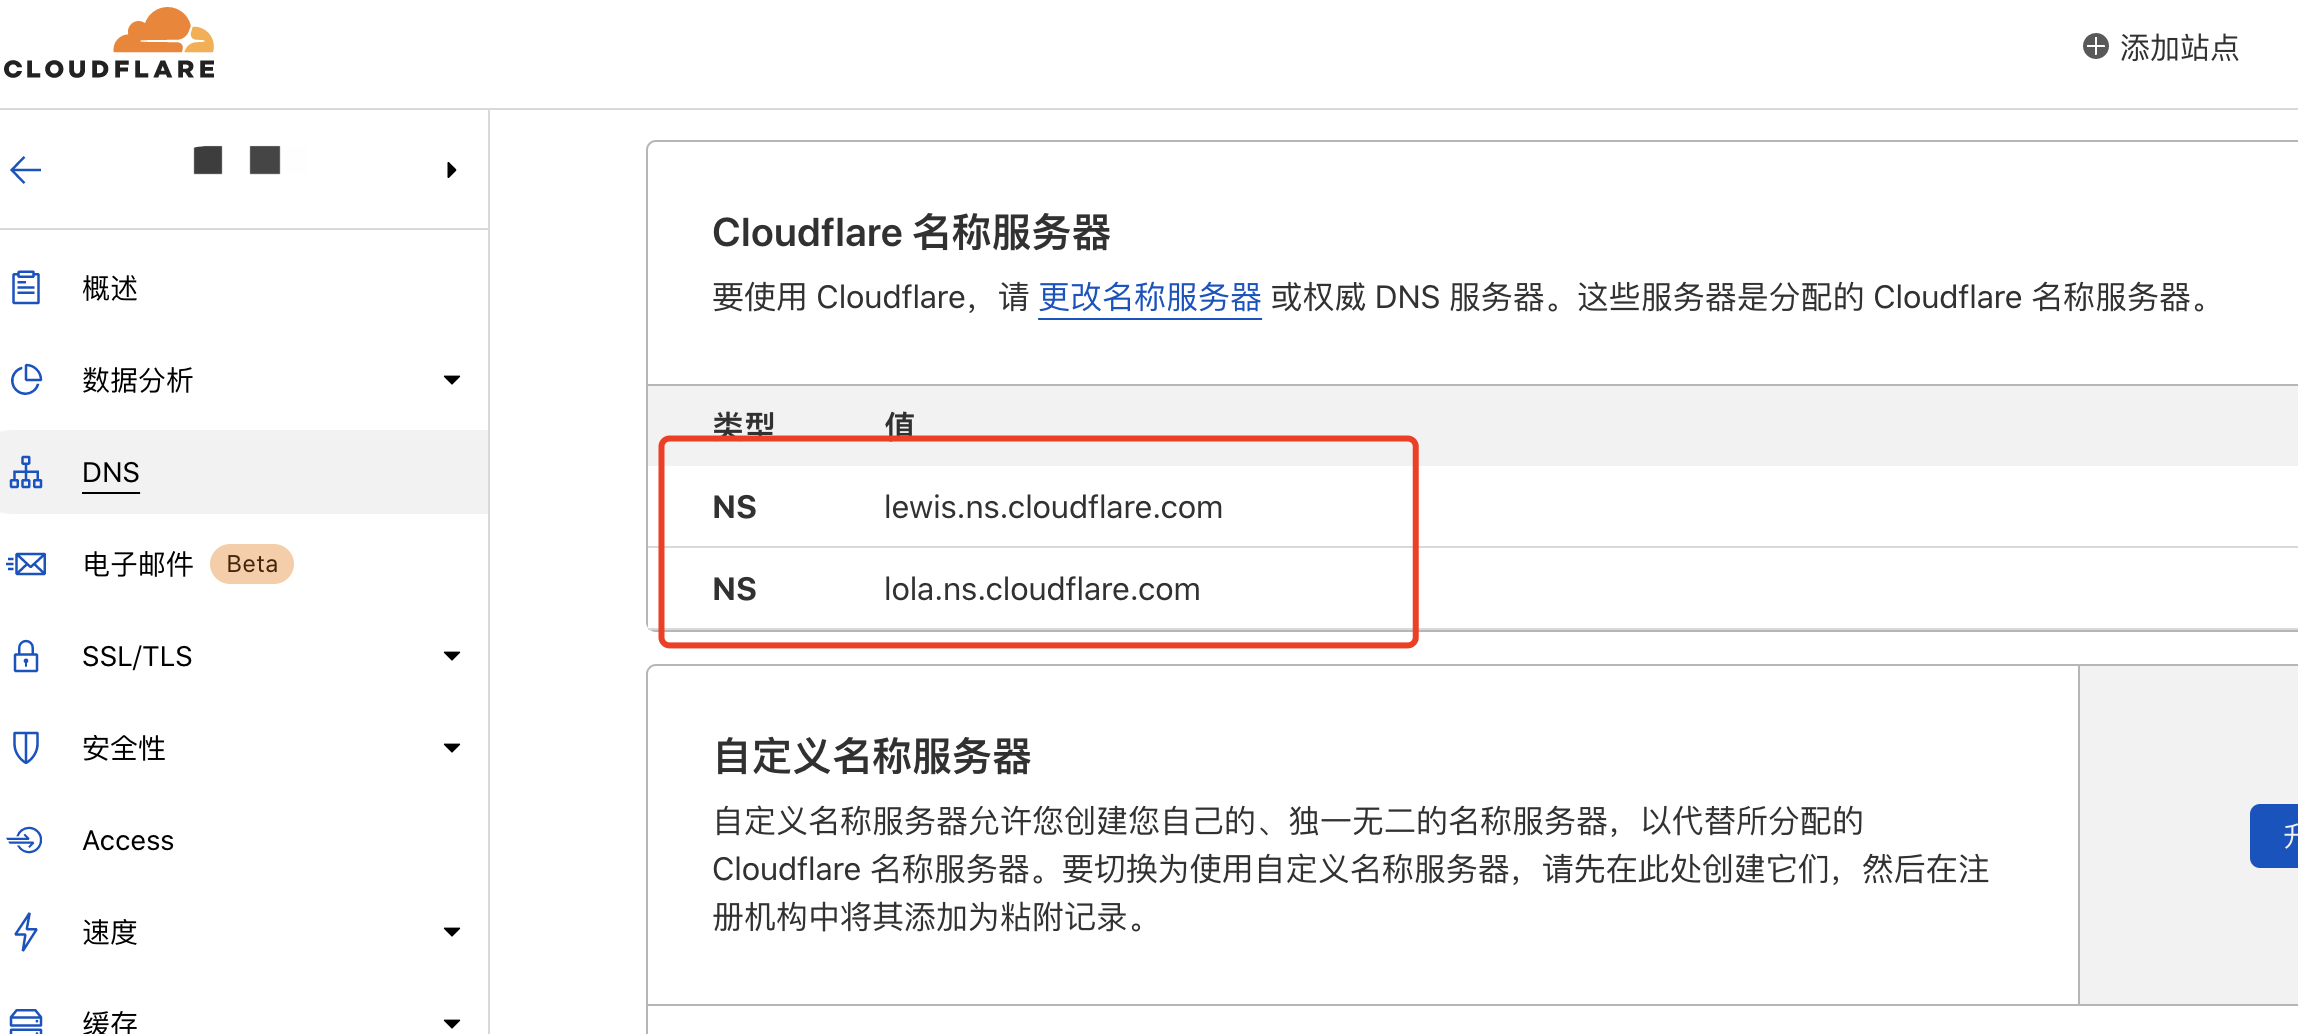 CLOUDFLARE
添加站点
概述
数据分析
DNS
电子邮件 Beta
SSL/TLS
安全性
Access
速度
缓存
Cloudflare 名称服务器
要使用 Cloudflare，请 更改名称服务器 或权威 DNS 服务器。这些服务器是分配的 Cloudflare 名称服务器。
类型 值
NS lewis.ns.cloudflare.com
NS lola.ns.cloudflare.com
自定义名称服务器
自定义名称服务器允许您创建您自己的、独一无二的名称服务器，以代替所分配的
Cloudflare 名称服务器。要切换为使用自定义名称服务器，请先在此处创建它们，然后在注
册机构中将其添加为粘附记录。